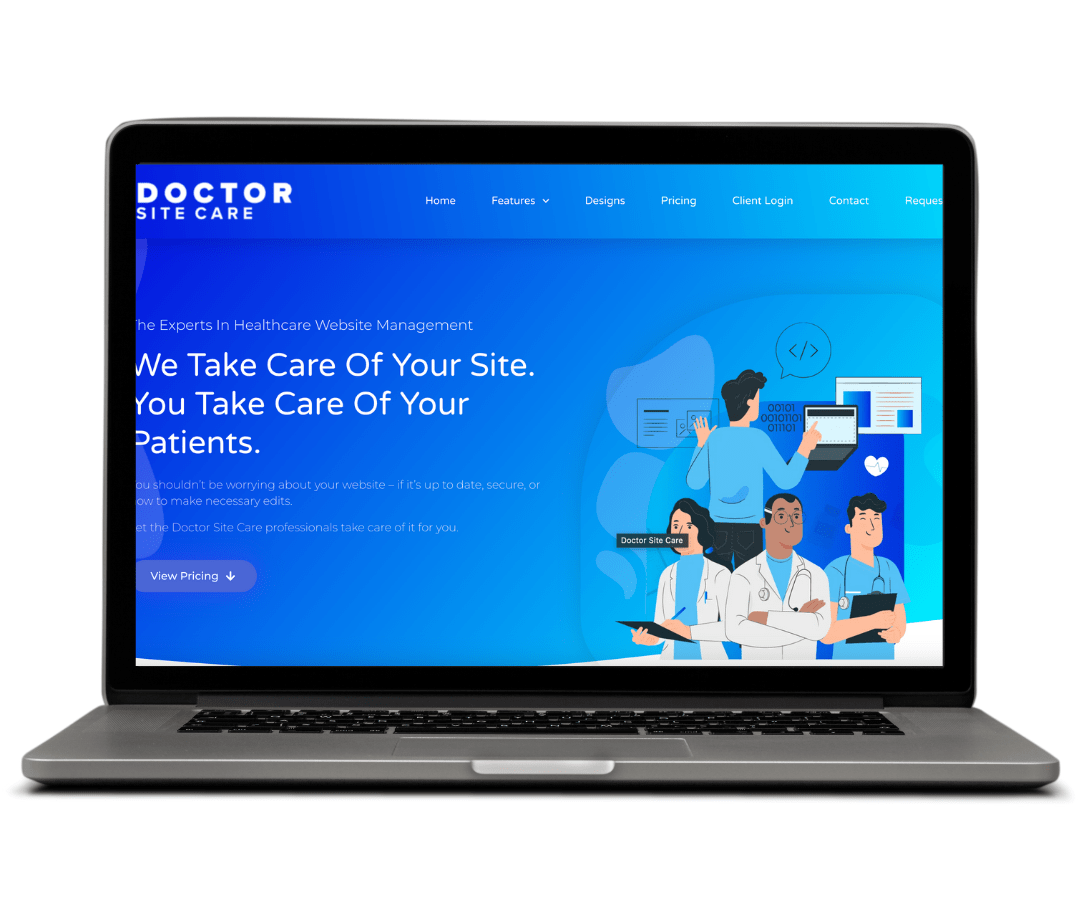 DOCTOR
SITE CARE
Home Features Designs Pricing Client Login Contact Reques
he Experts In Healthcare Website Management
We Take Care Of Your Site.
You Take Care Of Your
Patients.
ou shouldn't be worrying about your website – if it's up to date, secure, or
ow to make necessary edits.
et the Doctor Site Care professionals take care of it for you.
View Pricing
</>
00101
00101101
011101
Doctor Site Care